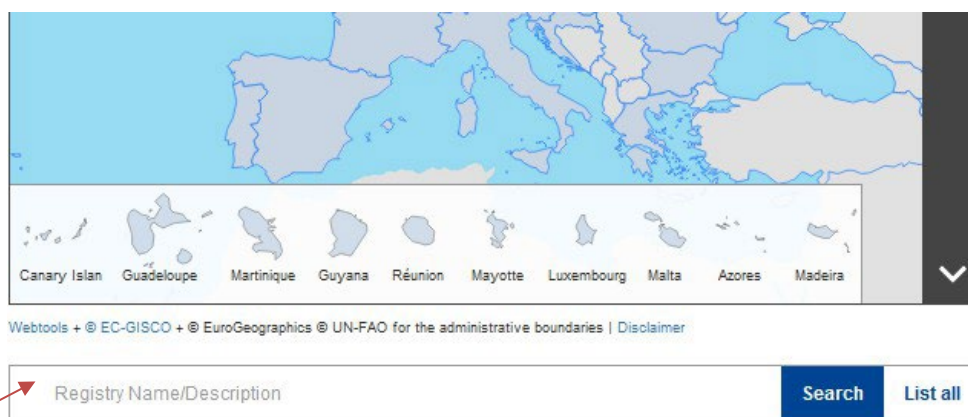 Canary Islan Guadeloupe Martinique Guyana Réunion Mayotte Luxembourg Malta Azores Madeira
Webtools + © EC-GISCO + © EuroGeographics © UN-FAO for the administrative boundaries | Disclaimer
Registry Name/Description Search List all